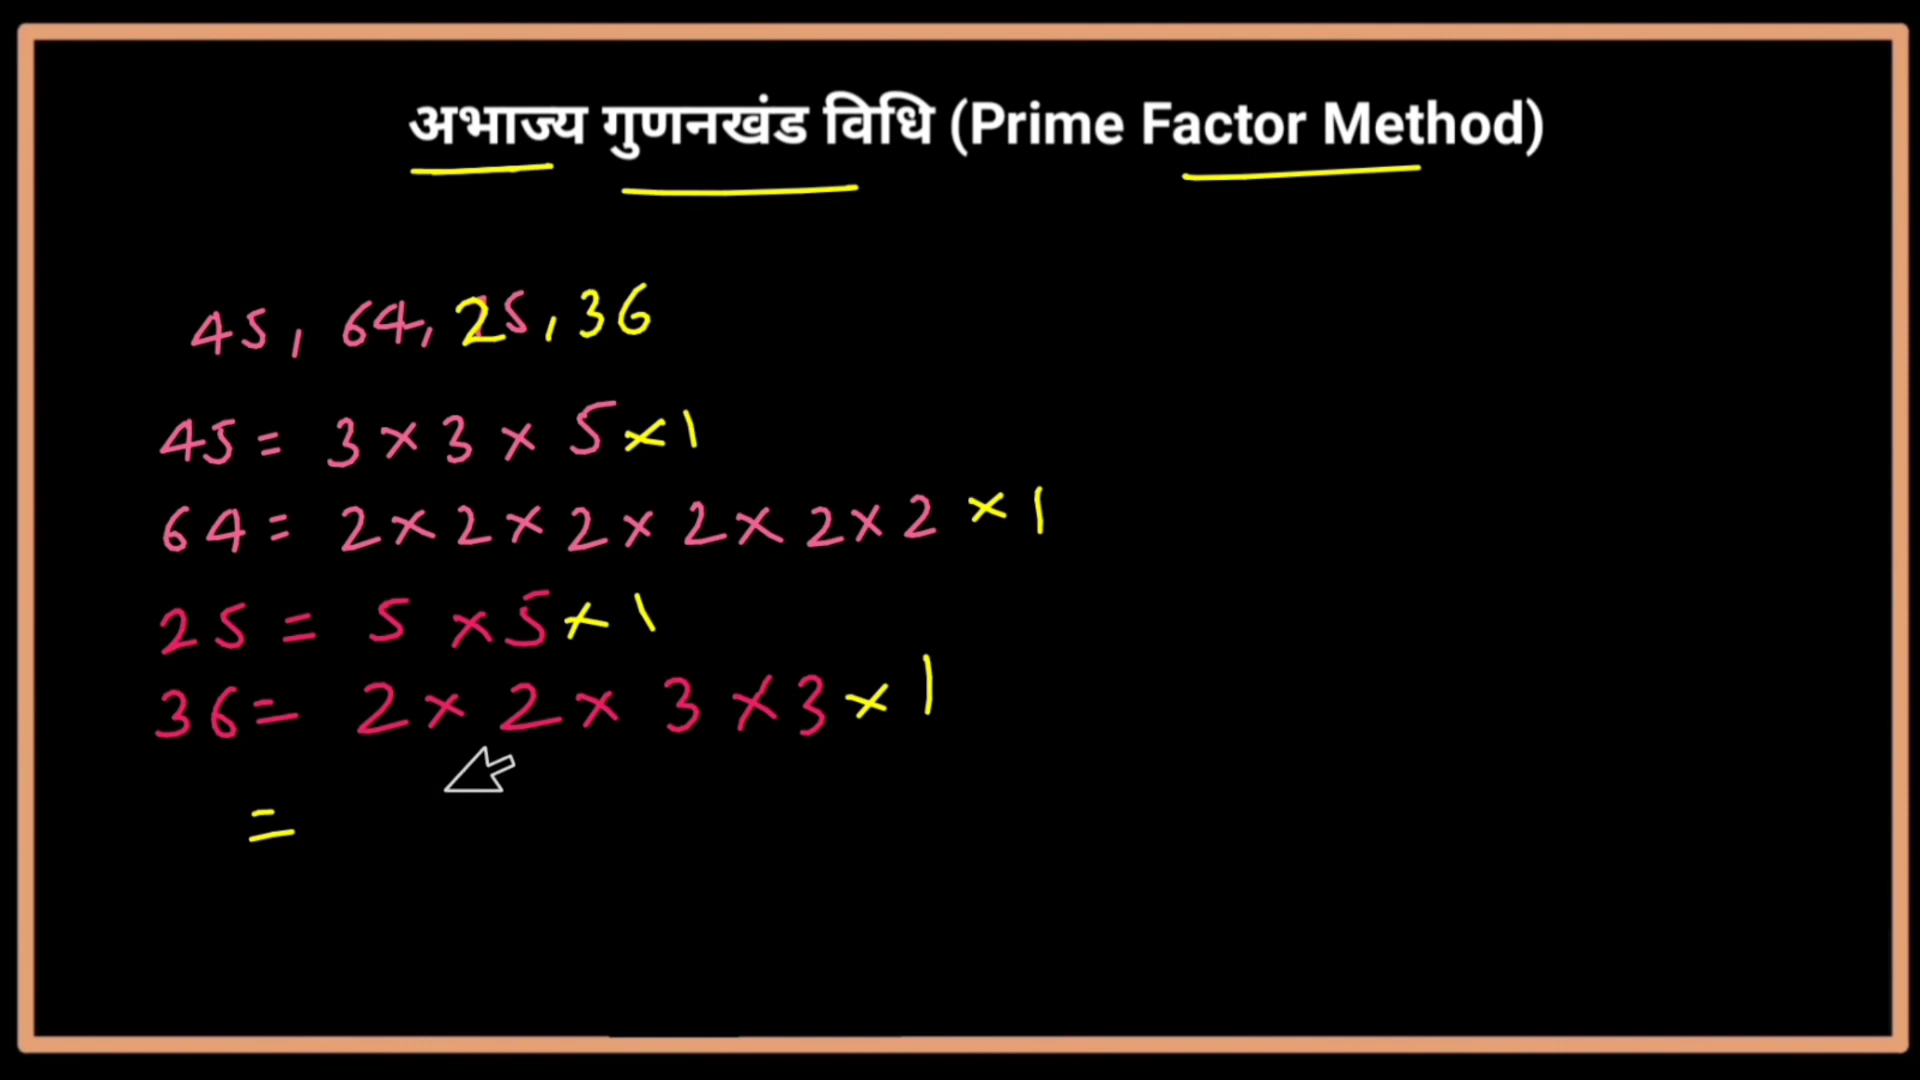 अभाज्य गुणनखंड विधि (Prime Factor Method)
45, 64, 25, 36
45 = 3 × 3 × 5 × 1
64 = 2 × 2 × 2 × 2 × 2 × 2 × 1
25 = 5 × 5 × 1
36 = 2 × 2 × 3 × 3 × 1
=